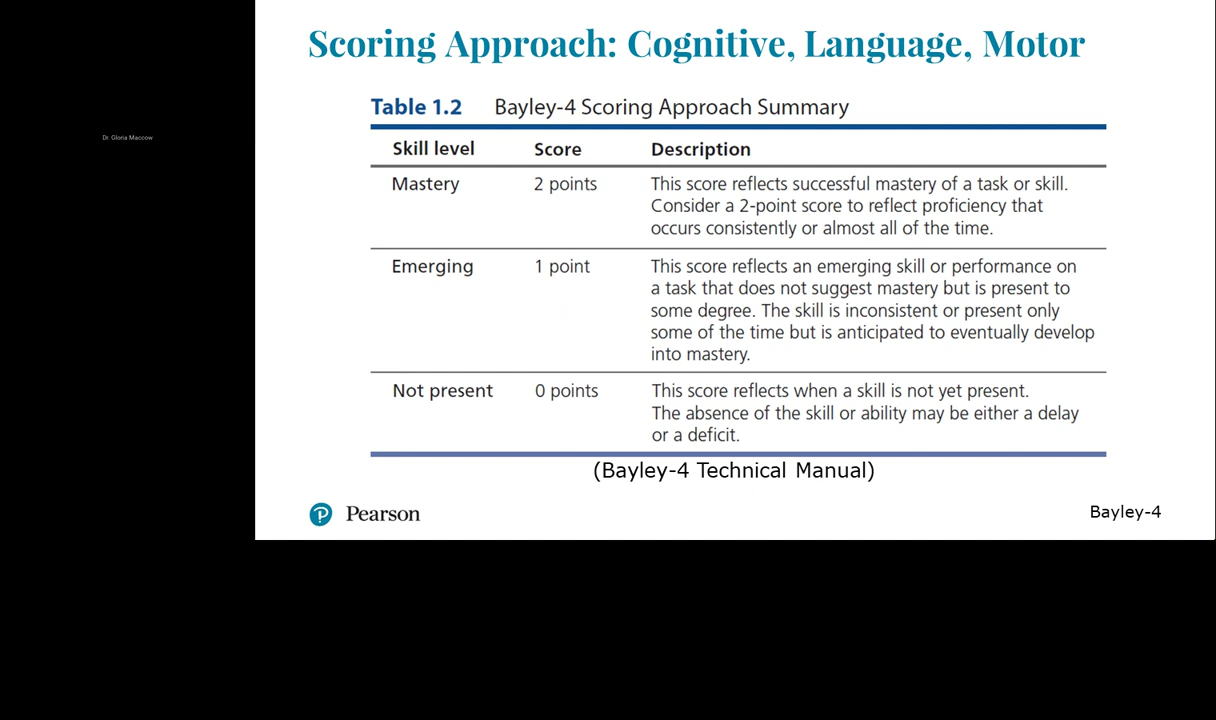 Scoring Approach: Cognitive, Language, Motor
Dr. Gloria Maccow
Table 1.2 Bayley-4 Scoring Approach Summary
Skill level Score Description
Mastery 2 points This score reflects successful mastery of a task or skill.
Consider a 2-point score to reflect proficiency that
occurs consistently or almost all of the time.
Emerging 1 point This score reflects an emerging skill or performance on
a task that does not suggest mastery but is present to
some degree. The skill is inconsistent or present only
some of the time but is anticipated to eventually develop
into mastery.
Not present 0 points This score reflects when a skill is not yet present.
The absence of the skill or ability may be either a delay
or a deficit.
(Bayley-4 Technical Manual)
P Pearson
Bayley-4